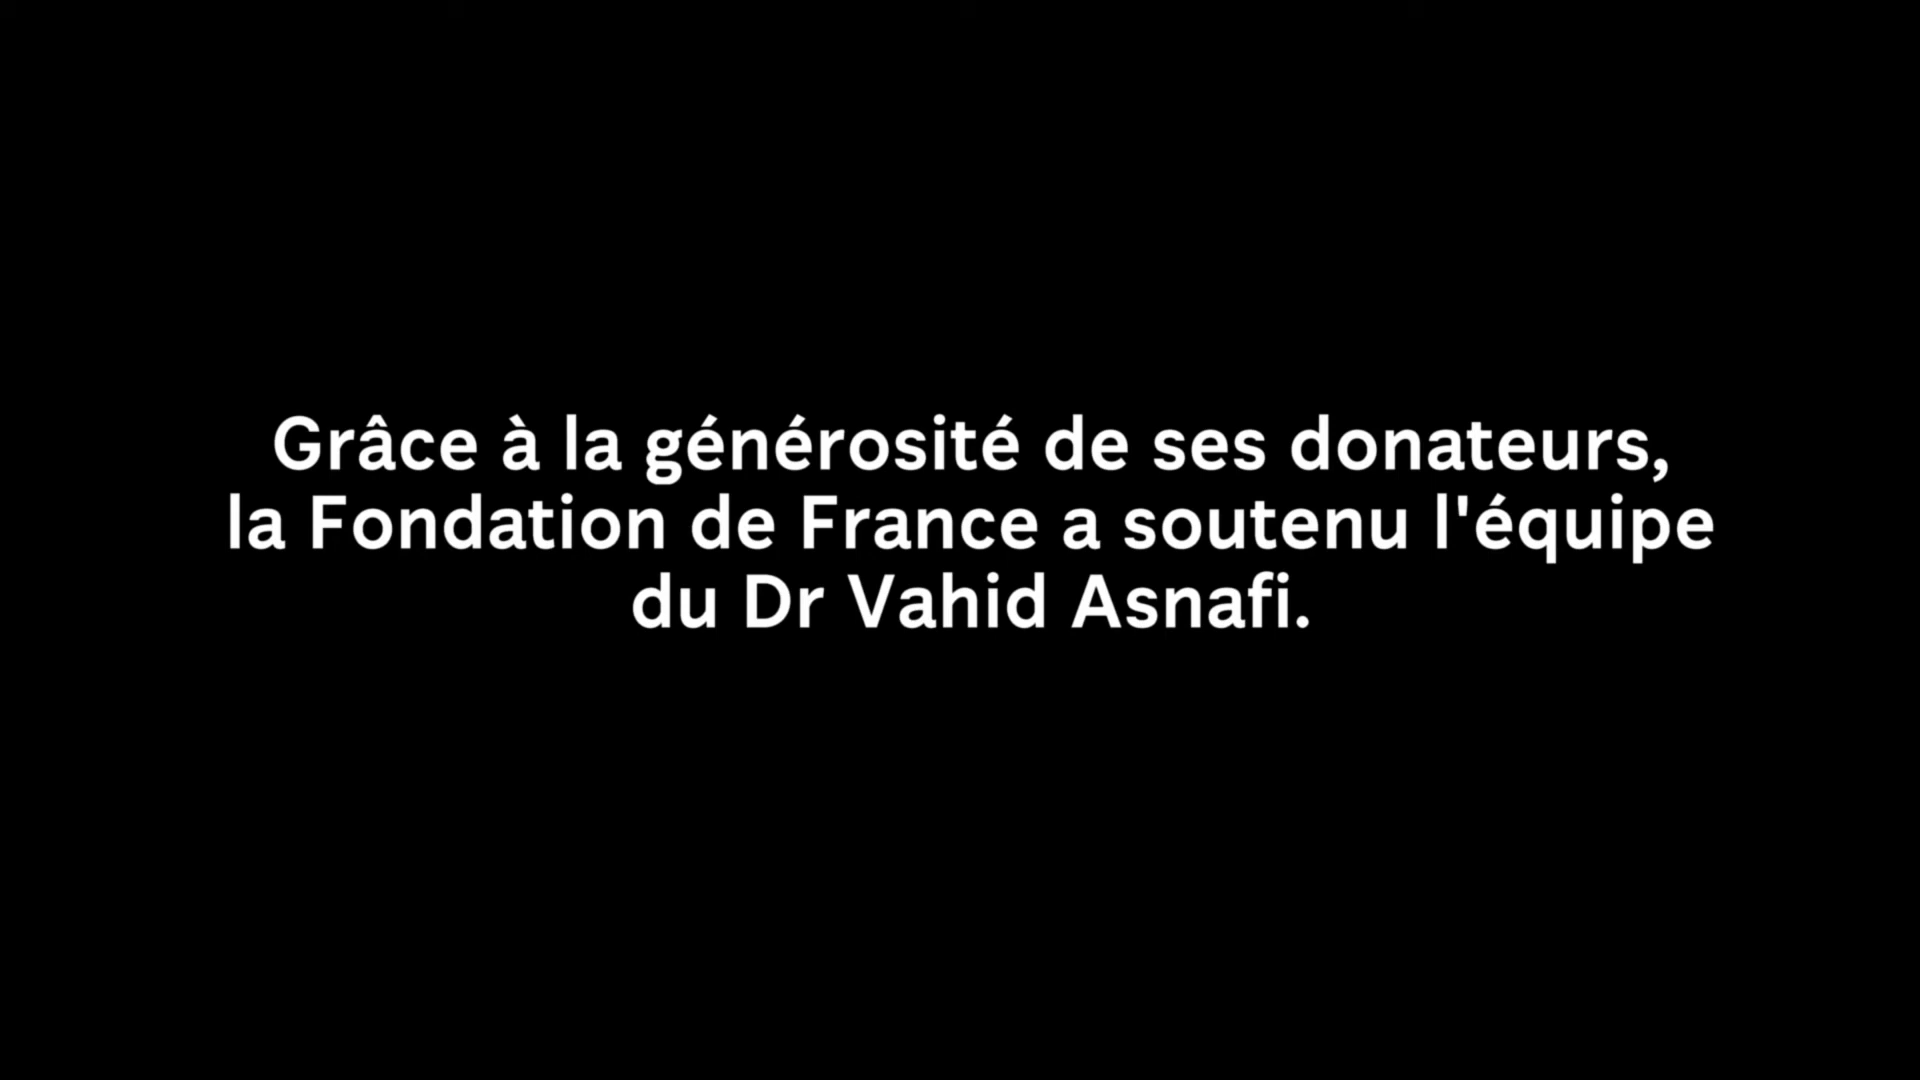 Grâce à la générosité de ses donateurs,
la Fondation de France a soutenu l'équipe
du Dr Vahid Asnafi.